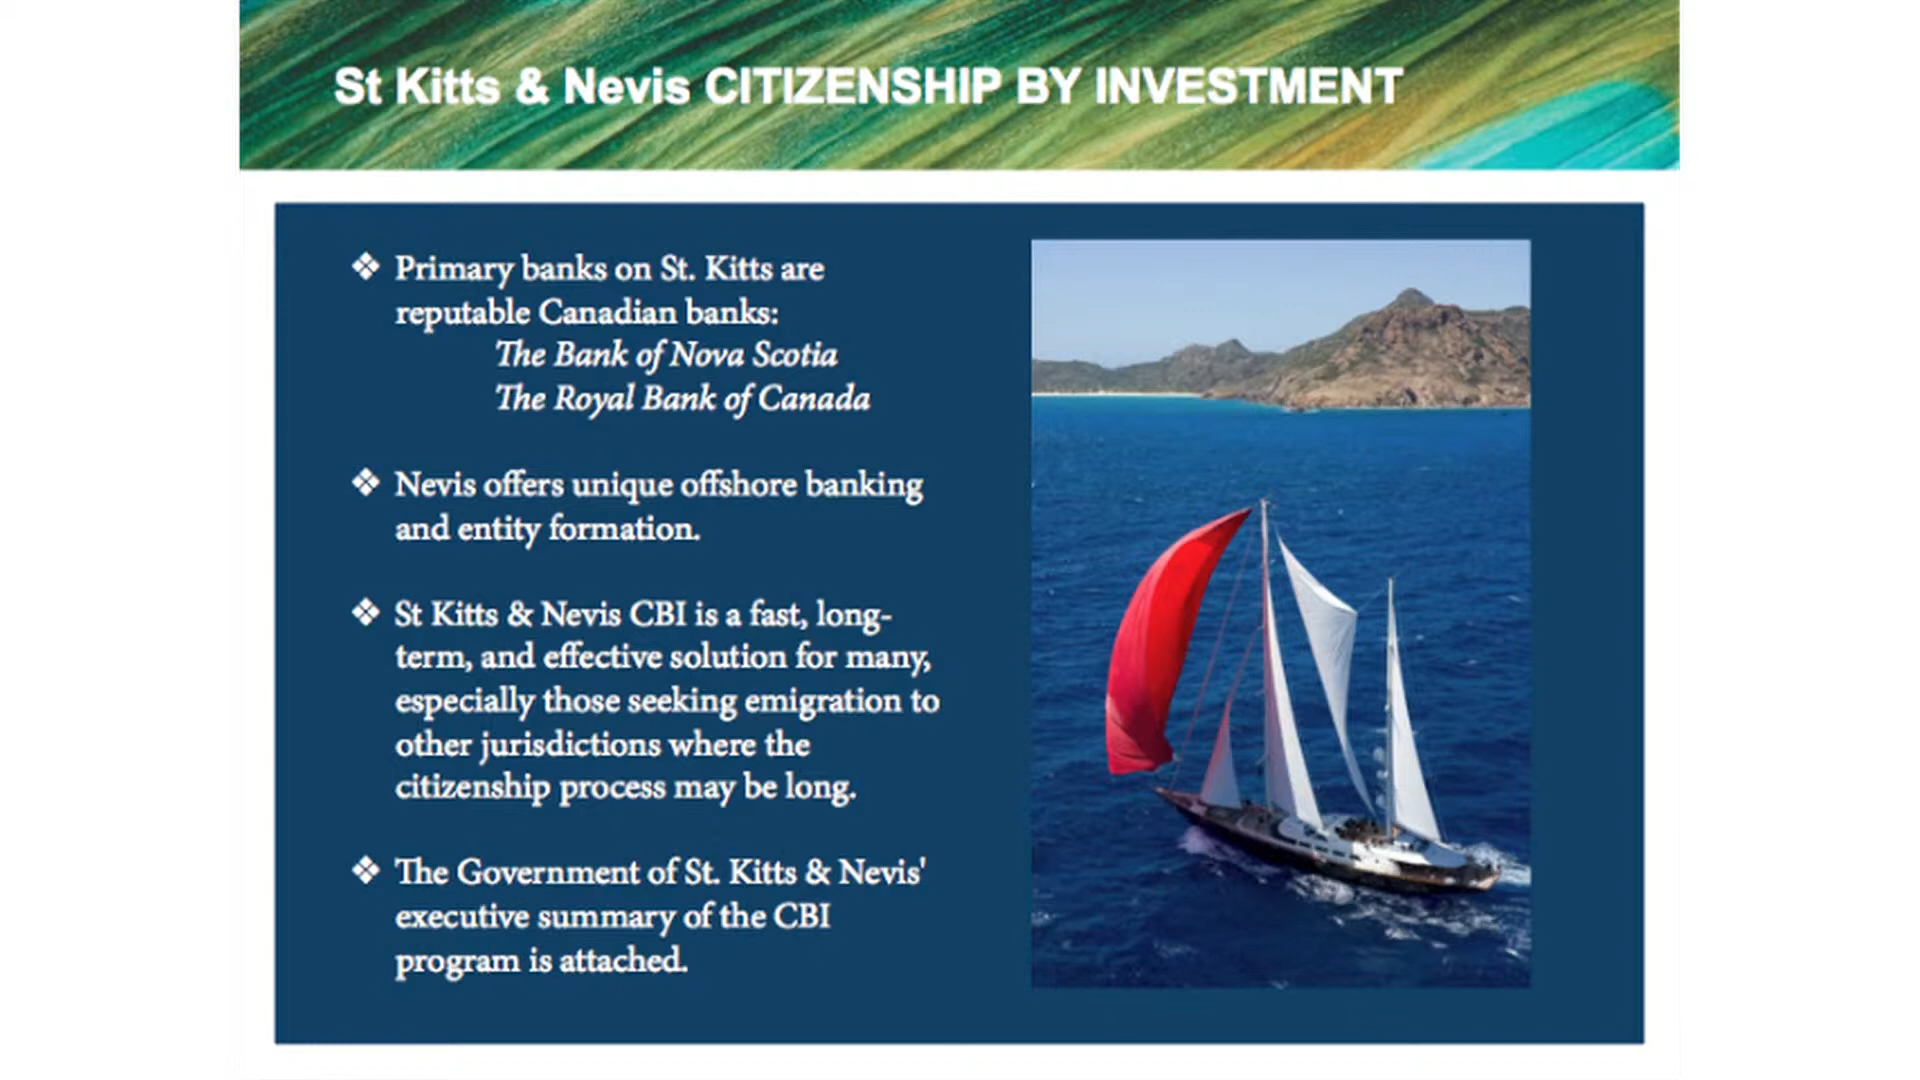 St Kitts & Nevis CITIZENSHIP BY INVESTMENT
❖ Primary banks on St. Kitts are
reputable Canadian banks:
The Bank of Nova Scotia
The Royal Bank of Canada
❖ Nevis offers unique offshore banking
and entity formation.
❖ St Kitts & Nevis CBI is a fast, long-
term, and effective solution for many,
especially those seeking emigration to
other jurisdictions where the
citizenship process may be long.
❖ The Government of St. Kitts & Nevis'
executive summary of the CBI
program is attached.